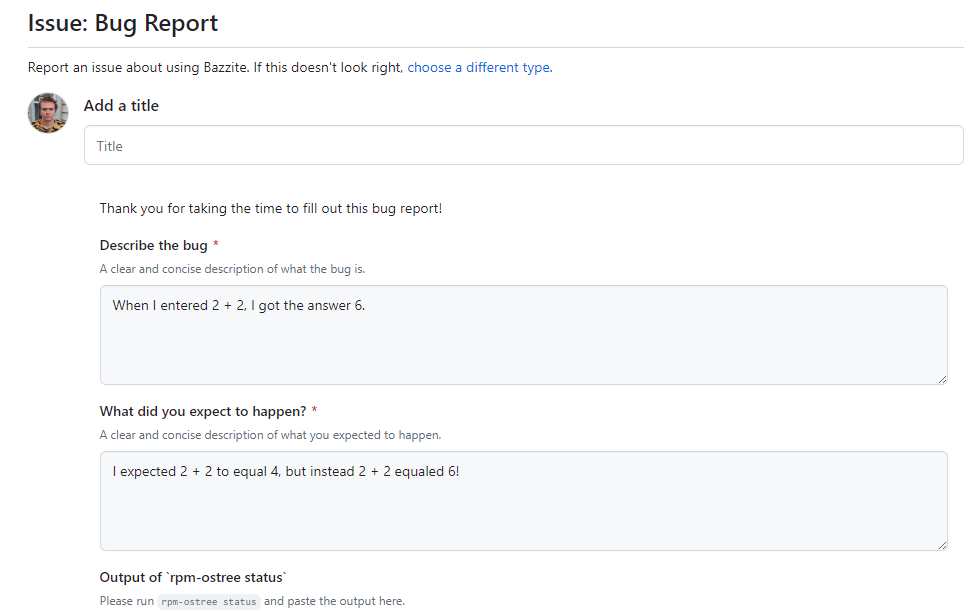 Issue: Bug Report
Report an issue about using Bazzite. If this doesn't look right, choose a different type.
Add a title
Title
Thank you for taking the time to fill out this bug report!
Describe the bug *
A clear and concise description of what the bug is.
When I entered 2 + 2, I got the answer 6.
What did you expect to happen? *
A clear and concise description of what you expected to happen.
I expected 2 + 2 to equal 4, but instead 2 + 2 equaled 6!
Output of `rpm-ostree status`
Please run rpm-ostree status and paste the output here.